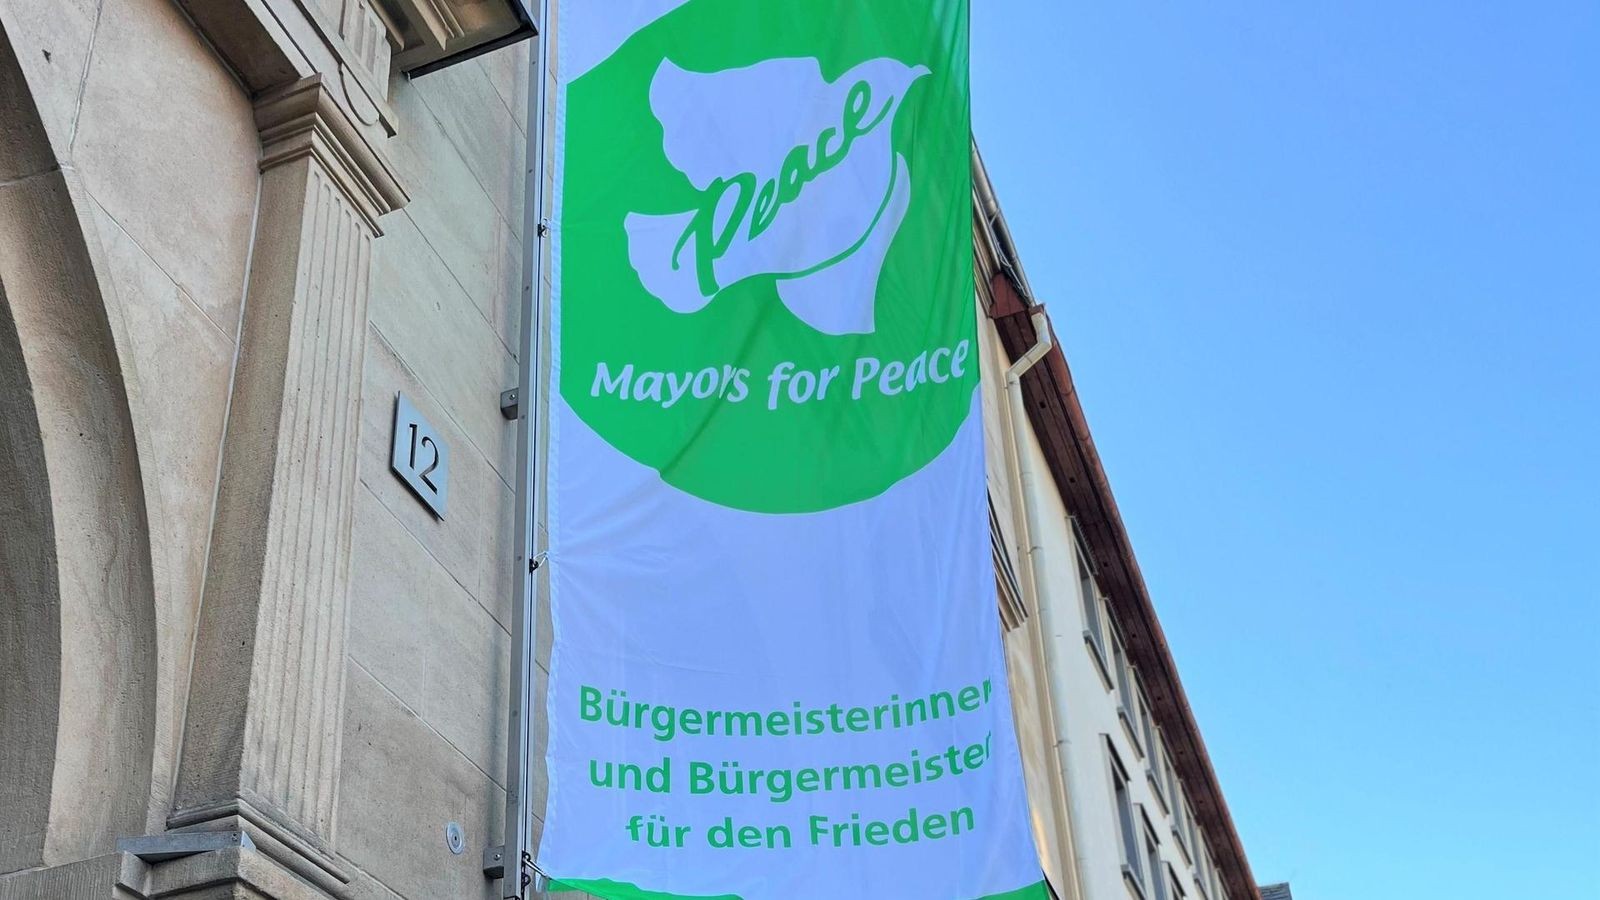 Peace
Mayors for Peace
12
Bürgermeisterinnen
und Bürgermeister
für den Frieden